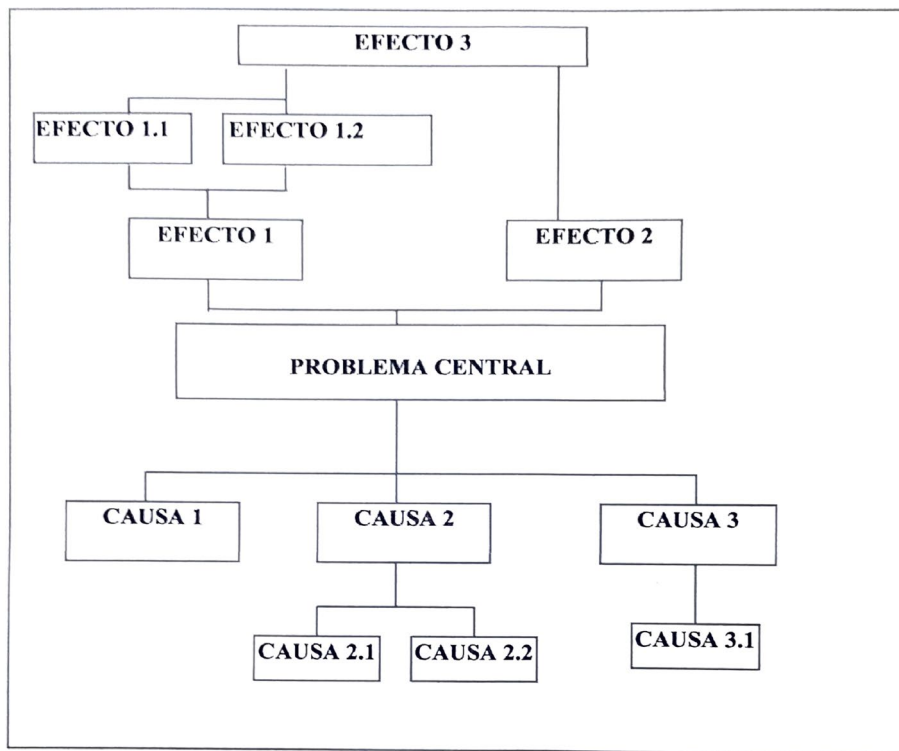 EFECTO 3
EFECTO 1.1
EFECTO 1.2
EFECTO 1
EFECTO 2
PROBLEMA CENTRAL
CAUSA 1
CAUSA 2
CAUSA 3
CAUSA 2.1
CAUSA 2.2
CAUSA 3.1